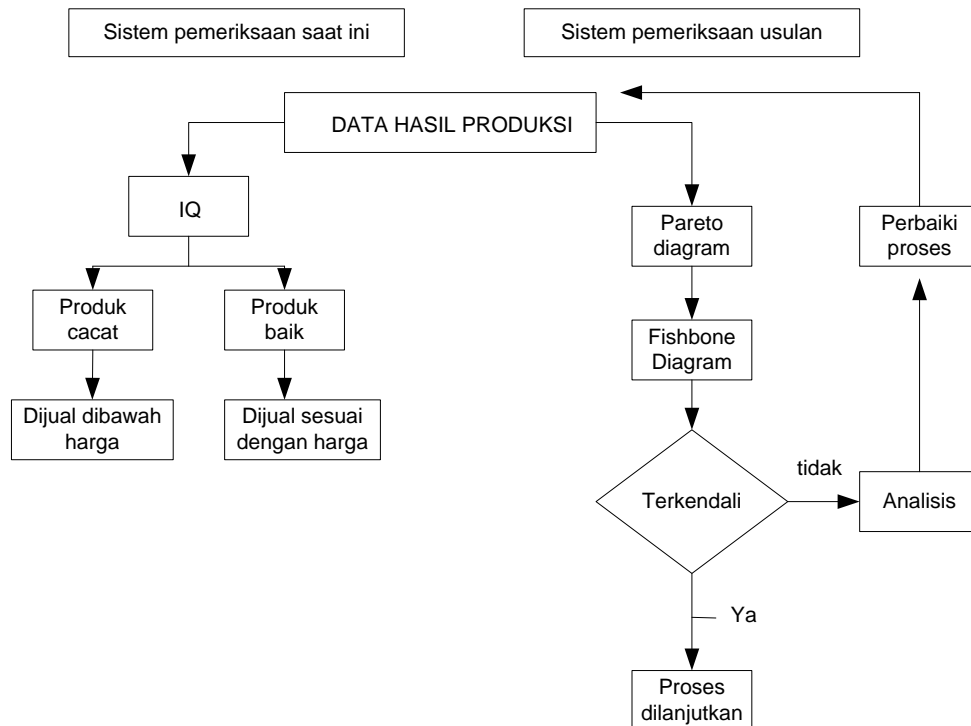 Sistem pemeriksaan saat ini
Sistem pemeriksaan usulan
DATA HASIL PRODUKSI
IQ
Produk
cacat
Produk
baik
Dijual dibawah
harga
Dijual sesuai
dengan harga
Pareto
diagram
Perbaiki
proses
Fishbone
Diagram
Terkendali
tidak
Analisis
Ya
Proses
dilanjutkan